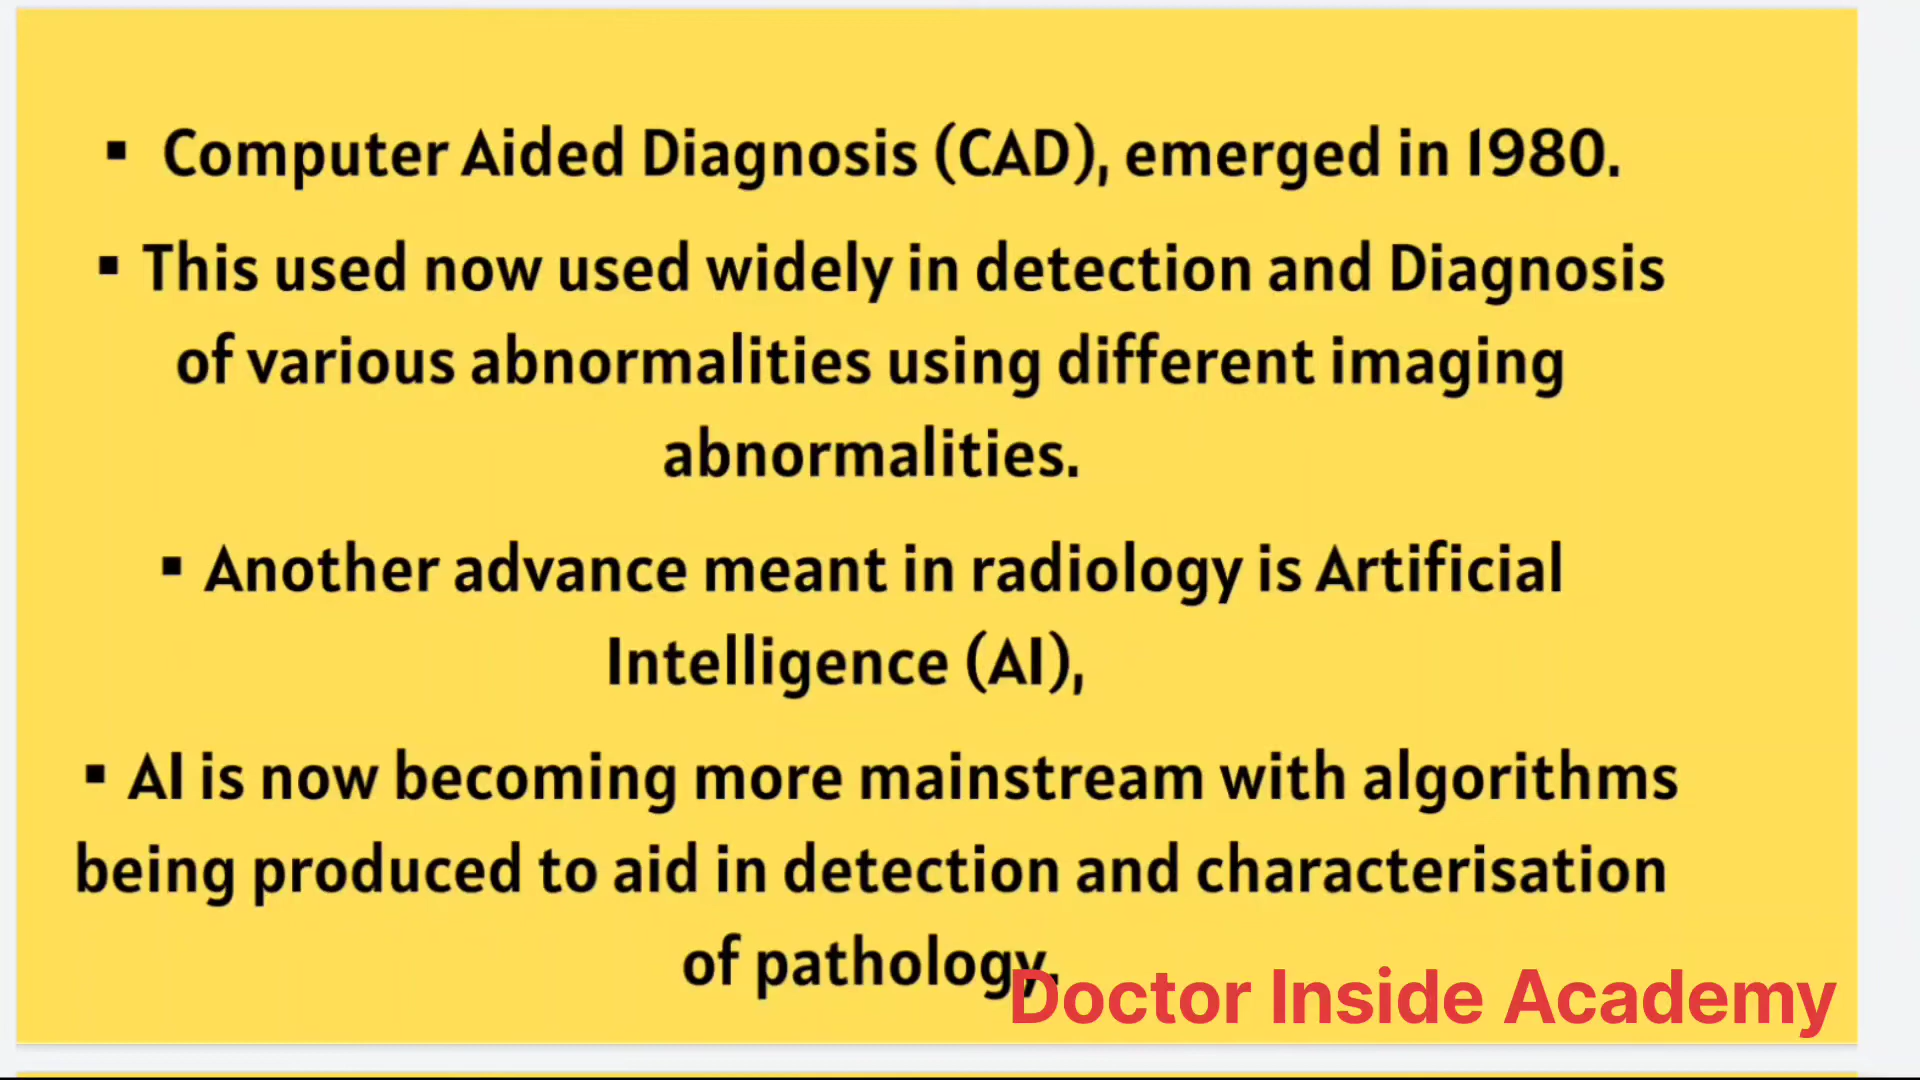 ▪ Computer Aided Diagnosis (CAD), emerged in 1980.
▪ This used now used widely in detection and Diagnosis
of various abnormalities using different imaging
abnormalities.
▪ Another advance meant in radiology is Artificial
Intelligence (AI),
▪ AI is now becoming more mainstream with algorithms
being produced to aid in detection and characterisation
of pathology.
Doctor Inside Academy